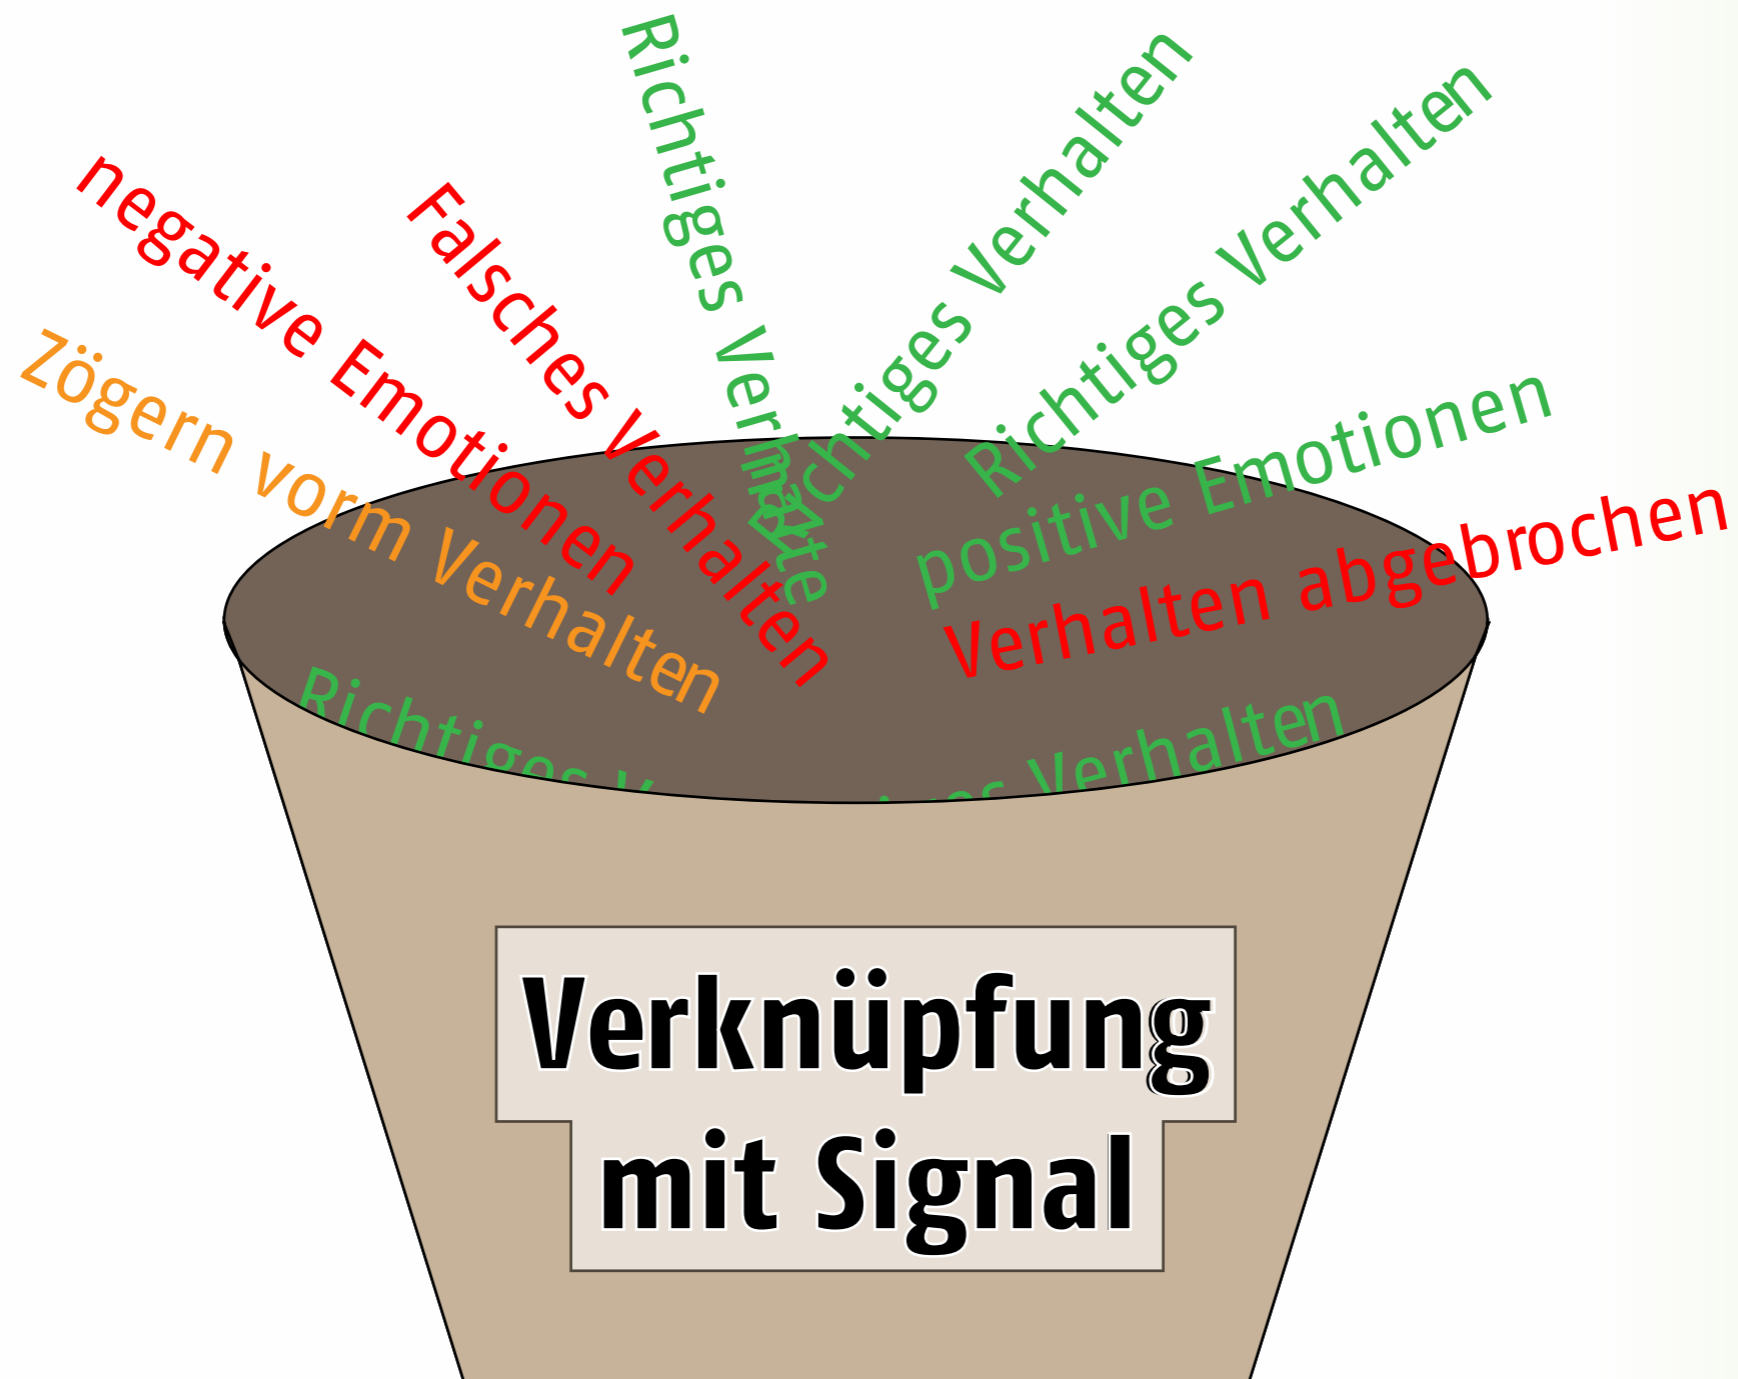 Richtiges Verhalten
Richtiges Verhalten
Richtiges Verhalten
negative Emotionen
Falsches Verhalten
Zögern vorm Verhalten
positive Emotionen
Verhalten abgebrochen
Richtiges
Verhalten
Verknüpfung
mit Signal